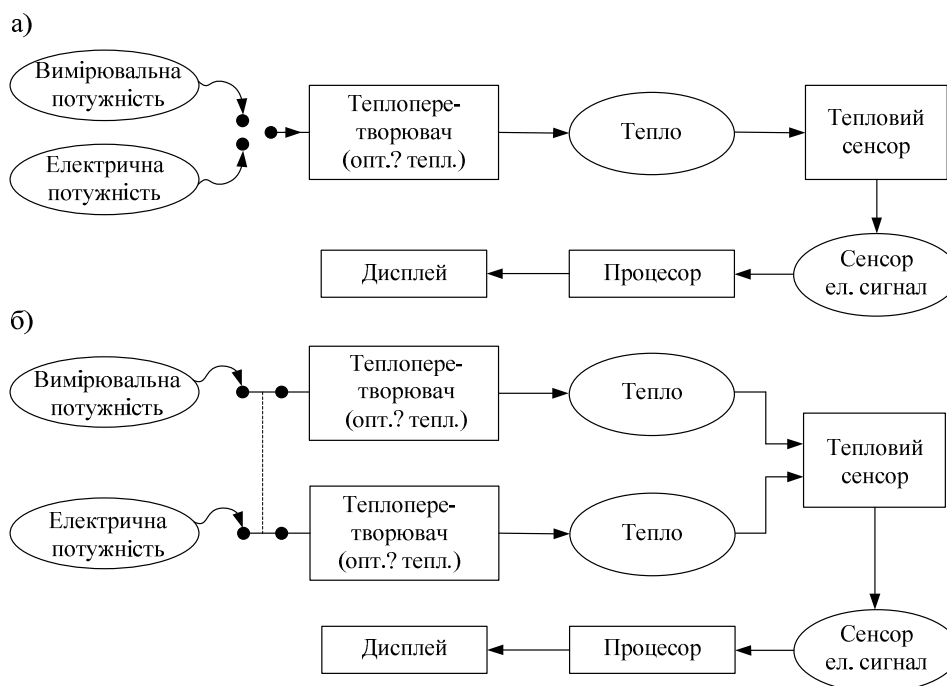 а)
Вимірювальна
потужність
Електрична
потужність
Теплопере-
творювач
(опт.? тепл.)
Тепло
Тепловий
сенсор
Сенсор
ел. сигнал
Процесор
Дисплей
б)
Вимірювальна
потужність
Теплопере-
творювач
(опт.? тепл.)
Тепло
Електрична
потужність
Теплопере-
творювач
(опт.? тепл.)
Тепло
Тепловий
сенсор
Сенсор
ел. сигнал
Процесор
Дисплей